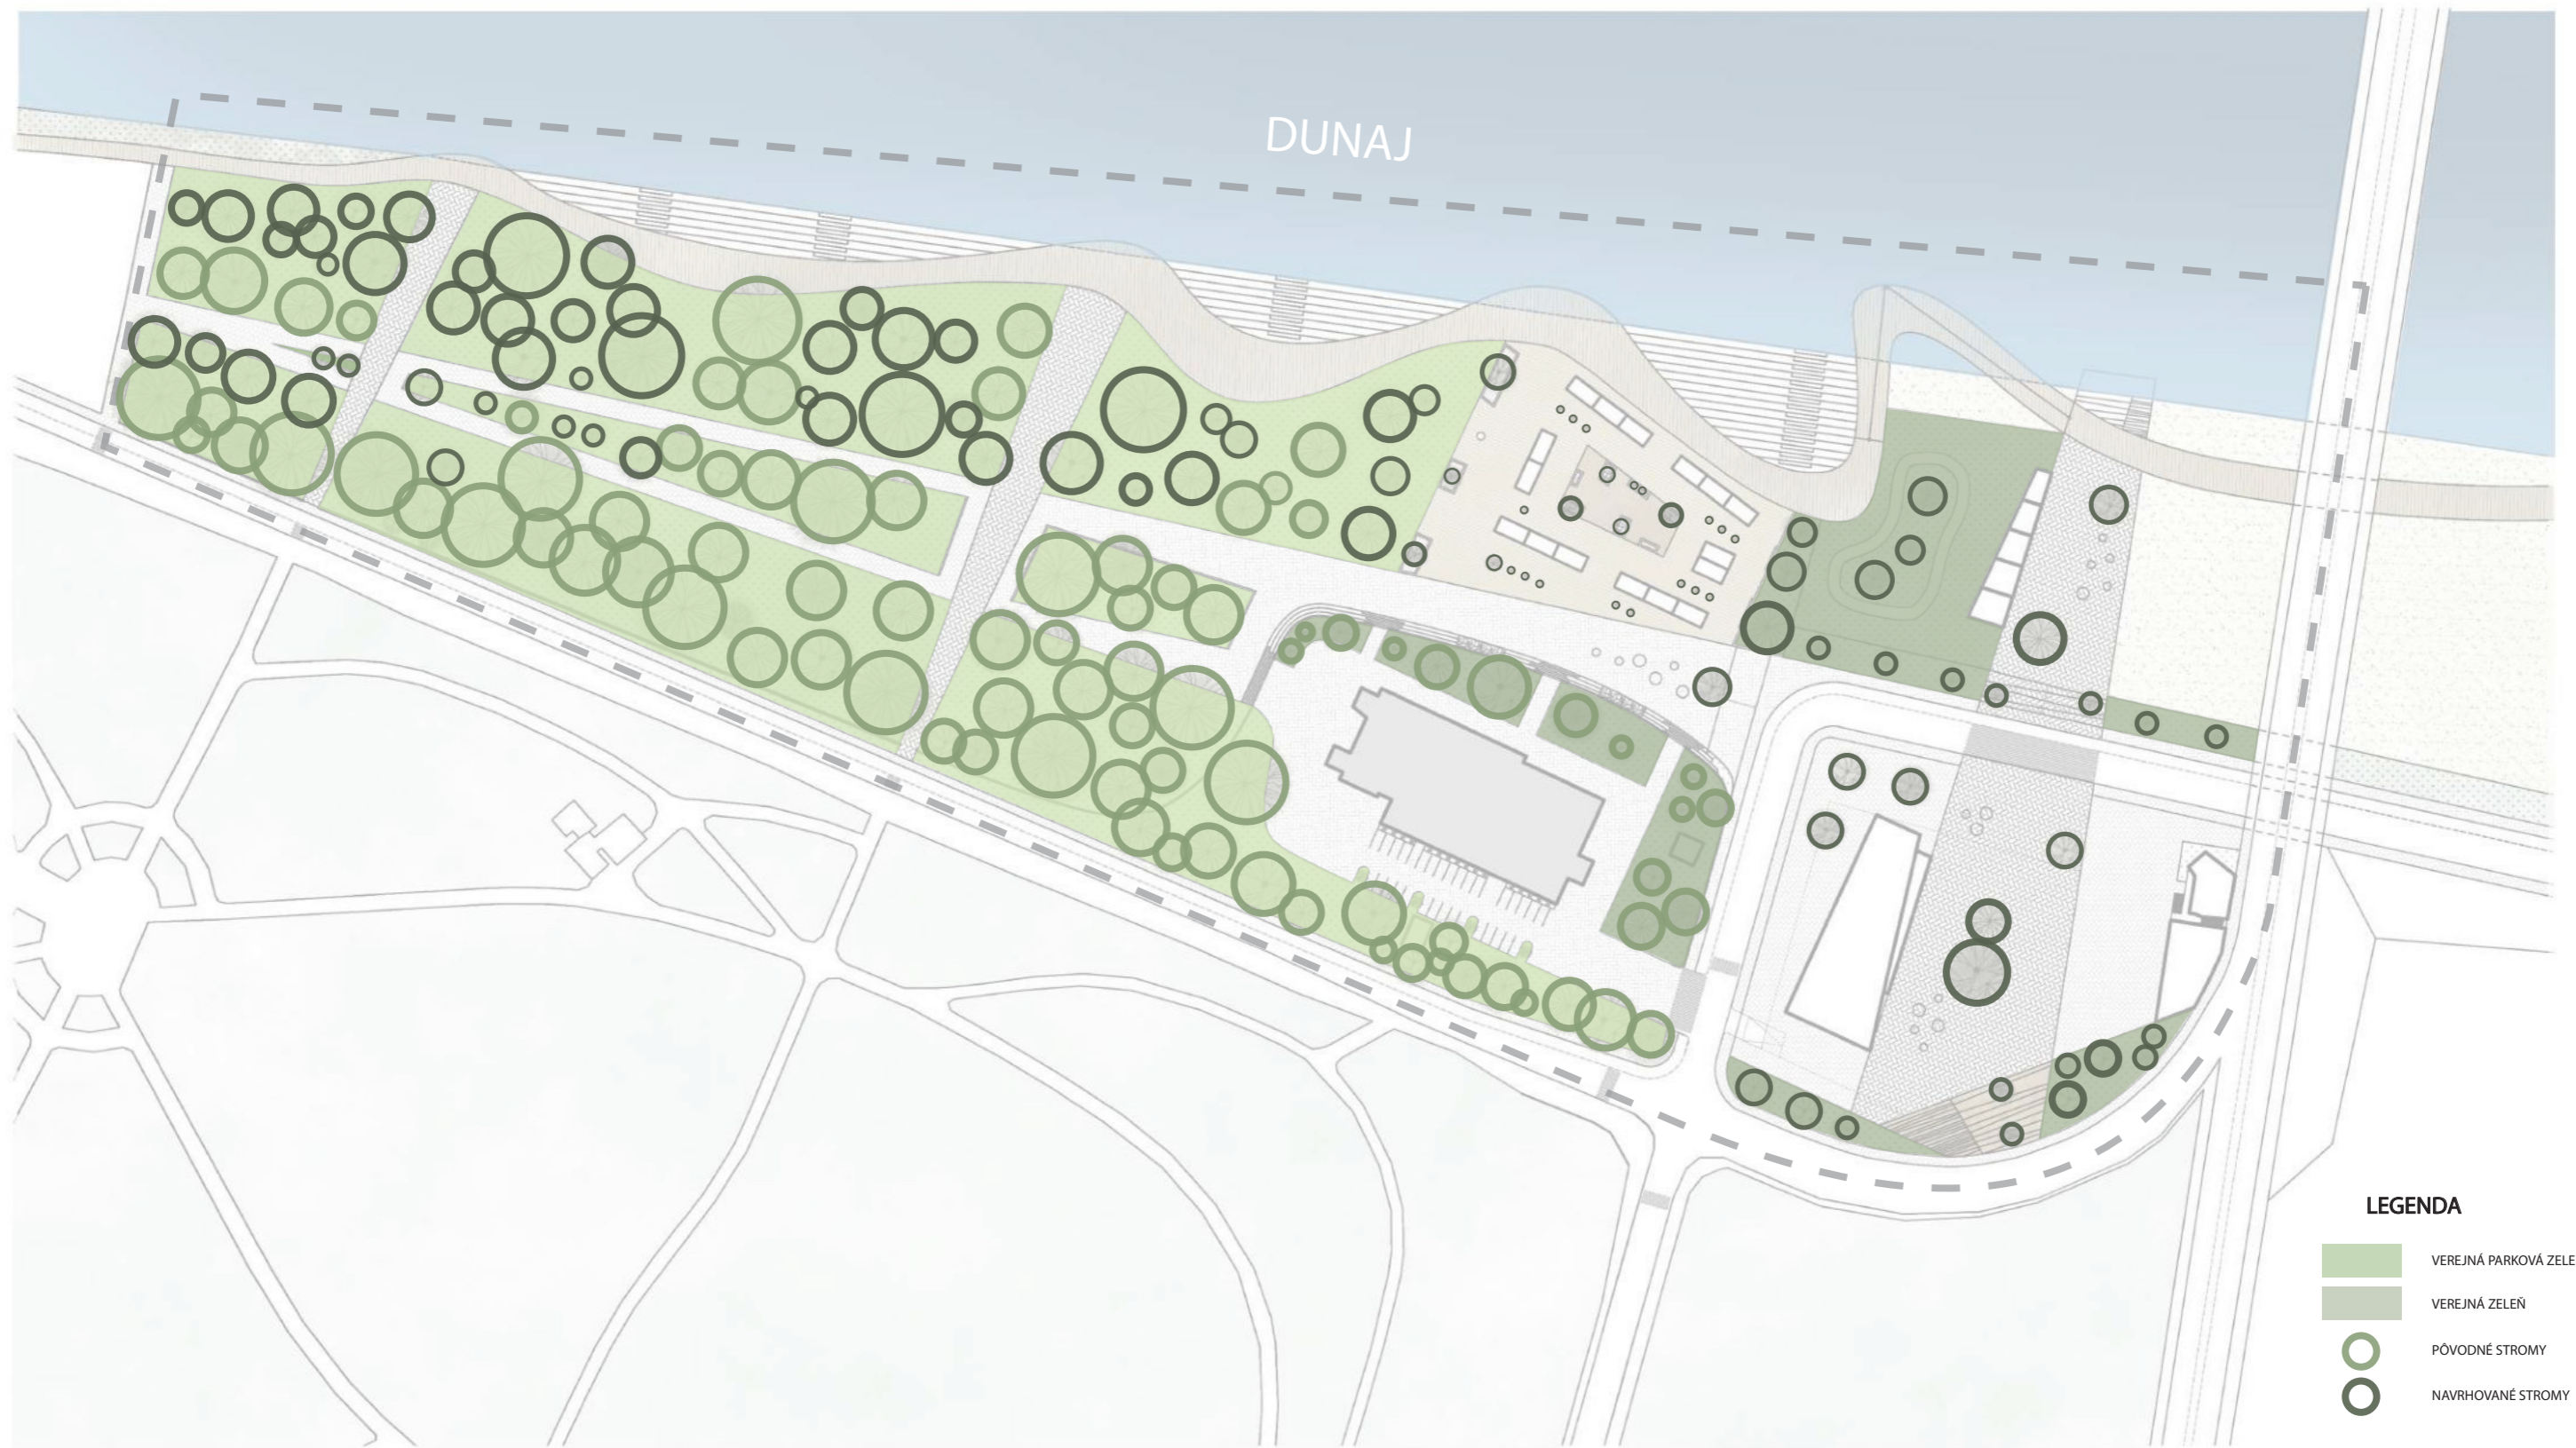 DUNAJ
LEGENDA
VEREJNÁ PARKOVÁ ZELE
VEREJNÁ ZELEŇ
PÔVODNÉ STROMY
NAVRHOVANÉ STROMY